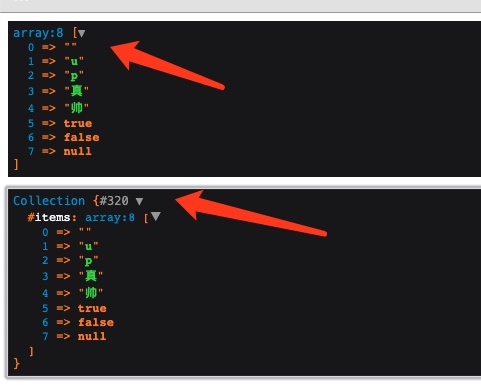 array:8 [▼
0 => ""
1 => "u"
2 => "p"
3 => "真"
4 => "帅"
5 => true
6 => false
7 => null
]
Collection {#320 ▼
#items: array:8 [▼
0 => ""
1 => "u"
2 => "p"
3 => "真"
4 => "帅"
5 => true
6 => false
7 => null
]
}